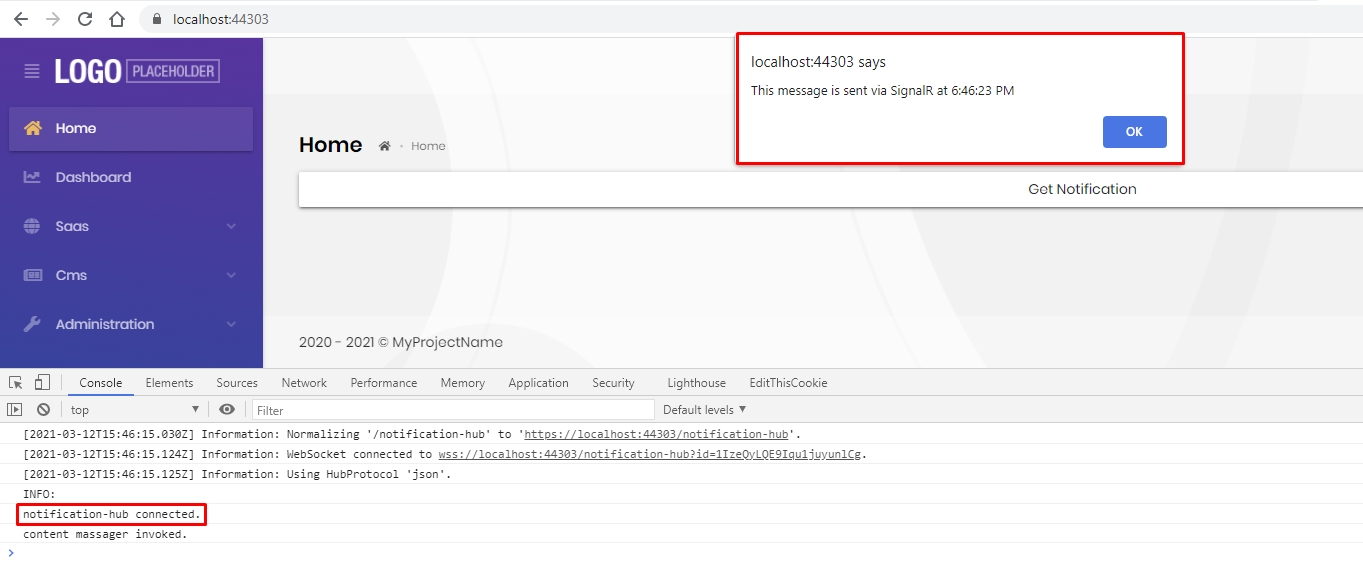 localhost:44303
LOGO PLACEHOLDER
Home
Dashboard
Saas
Cms
Administration
localhost:44303 says
This message is sent via SignalR at 6:46:23 PM
OK
Home • Home
Get Notification
2020 - 2021 © MyProjectName
Console Elements Sources Network Performance Memory Application Security Lighthouse EditThisCookie
top Filter Default levels
[2021-03-12T15:46:15.030Z] Information: Normalizing '/notification-hub' to 'https://localhost:44303/notification-hub'.
[2021-03-12T15:46:15.124Z] Information: WebSocket connected to wss://localhost:44303/notification-hub?id=1IzeQyLQE9Iqu1juyunlCg.
[2021-03-12T15:46:15.125Z] Information: Using HubProtocol 'json'.
INFO:
notification-hub connected.
content massager invoked.